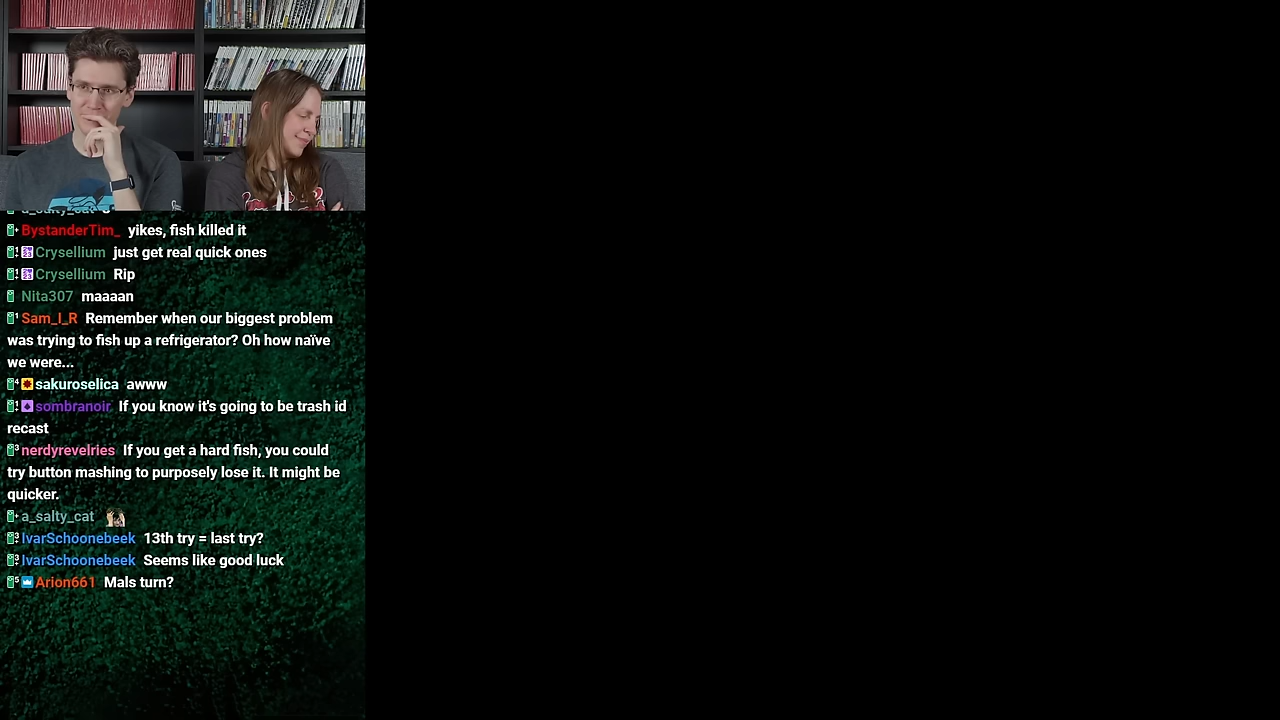 BystanderTim_ yikes, fish killed it
Crysellium just get real quick ones
Crysellium Rip
Nita307 maaaan
Sam_I_R Remember when our biggest problem
was trying to fish up a refrigerator? Oh how naïve
we were...
sakuroselica awww
sombranoir If you know it's going to be trash id
recast
nerdyrevelries If you get a hard fish, you could
try button mashing to purposely lose it. It might be
quicker.
a_salty_cat
IvarSchoonebeek 13th try = last try?
IvarSchoonebeek Seems like good luck
Arion661 Mals turn?